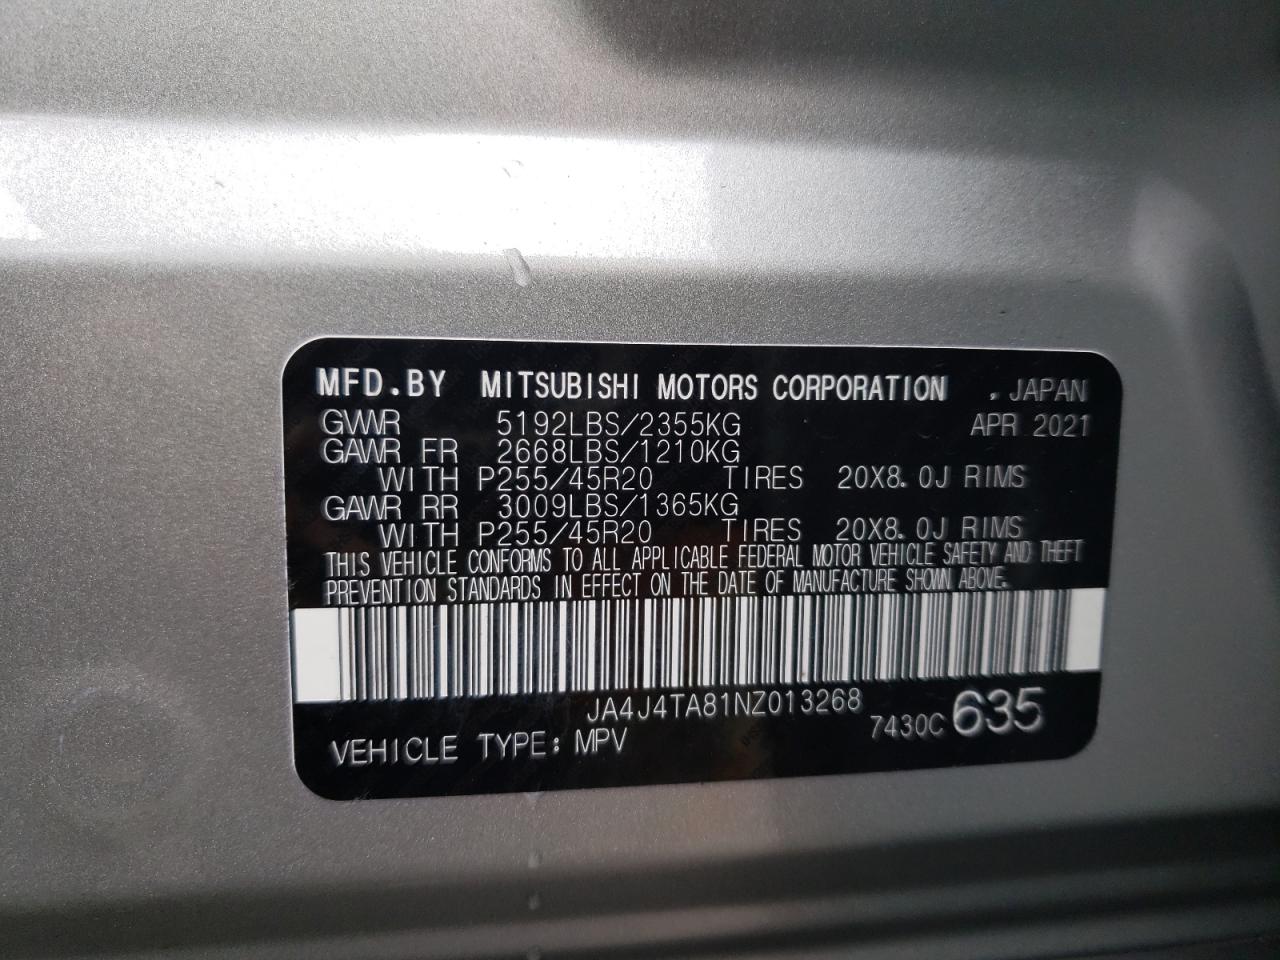 MFD.BY MITSUBISHI MOTORS CORPORATION , JAPAN
GVWR 5192LBS/2355KG APR 2021
GAWR FR 2668LBS/1210KG
WITH P255/45R20 TIRES 20X8.0J RIMS
GAWR RR 3009LBS/1365KG
WITH P255/45R20 TIRES 20X8.0J RIMS
THIS VEHICLE CONFORMS TO ALL APPLICABLE FEDERAL MOTOR VEHICLE SAFETY AND THEFT
PREVENTION STANDARDS IN EFFECT ON THE DATE OF MANUFACTURE SHOWN ABOVE.
JA4J4TA81NZ013268
7430C 635
VEHICLE TYPE: MPV